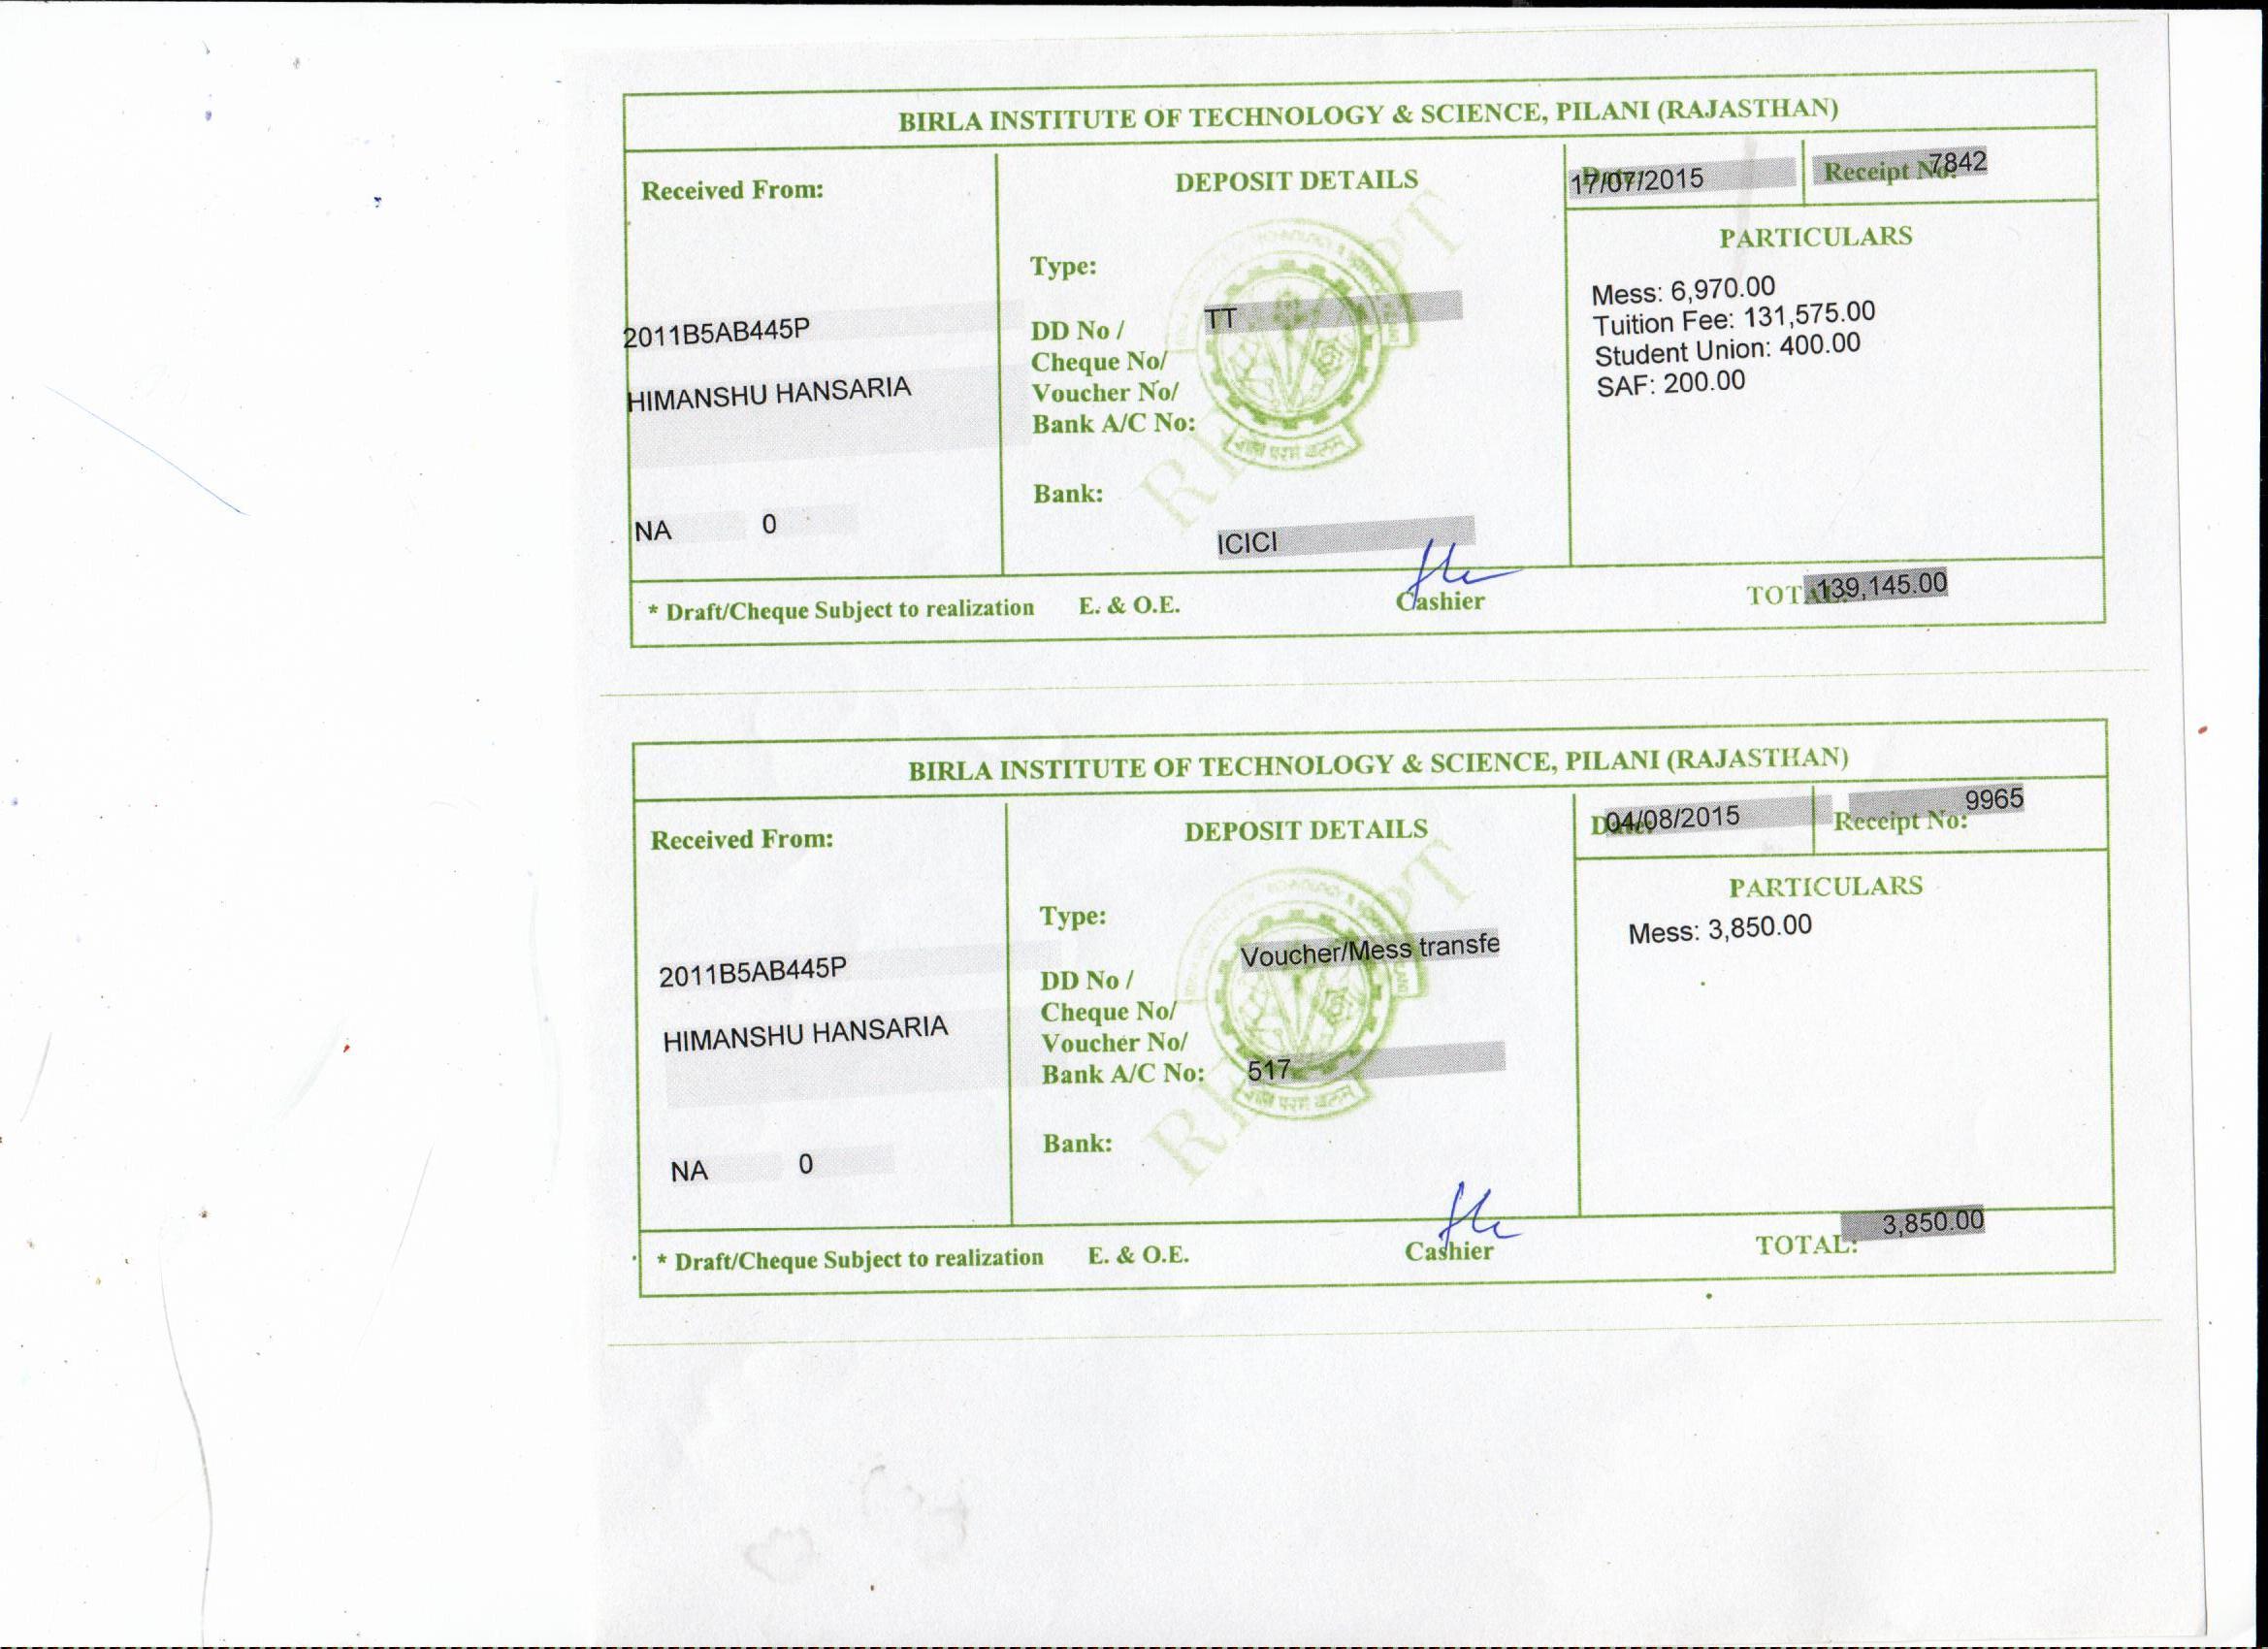 BIRLA INSTITUTE OF TECHNOLOGY & SCIENCE, PILANI (RAJASTHAN)
Received From:
2011B5AB445P
HIMANSHU HANSARIA
NA 0
DEPOSIT DETAILS
Type:
TT
DD No /
Cheque No/
Voucher No/
Bank A/C No:
Bank:
ICICI
Date: 17/07/2015
Receipt No: 7842
PARTICULARS
Mess: 6,970.00
Tuition Fee: 131,575.00
Student Union: 400.00
SAF: 200.00
* Draft/Cheque Subject to realization E. & O.E. Cashier TOTAL: 139,145.00
BIRLA INSTITUTE OF TECHNOLOGY & SCIENCE, PILANI (RAJASTHAN)
Received From:
2011B5AB445P
HIMANSHU HANSARIA
NA 0
DEPOSIT DETAILS
Type:
Voucher/Mess transfe
DD No /
Cheque No/
Voucher No/
Bank A/C No: 517
Bank:
Date: 04/08/2015
Receipt No: 9965
PARTICULARS
Mess: 3,850.00
* Draft/Cheque Subject to realization E. & O.E. Cashier TOTAL: 3,850.00